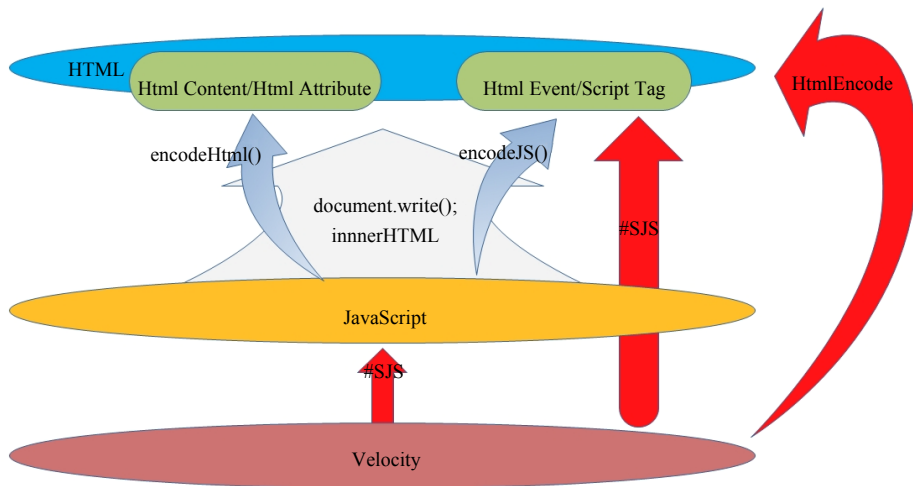 HTML
Html Content/Html Attribute
Html Event/Script Tag
HtmlEncode
encodeHtml()
encodeJS()
document.write();
innnerHTML
#SJS
JavaScript
#SJS
Velocity